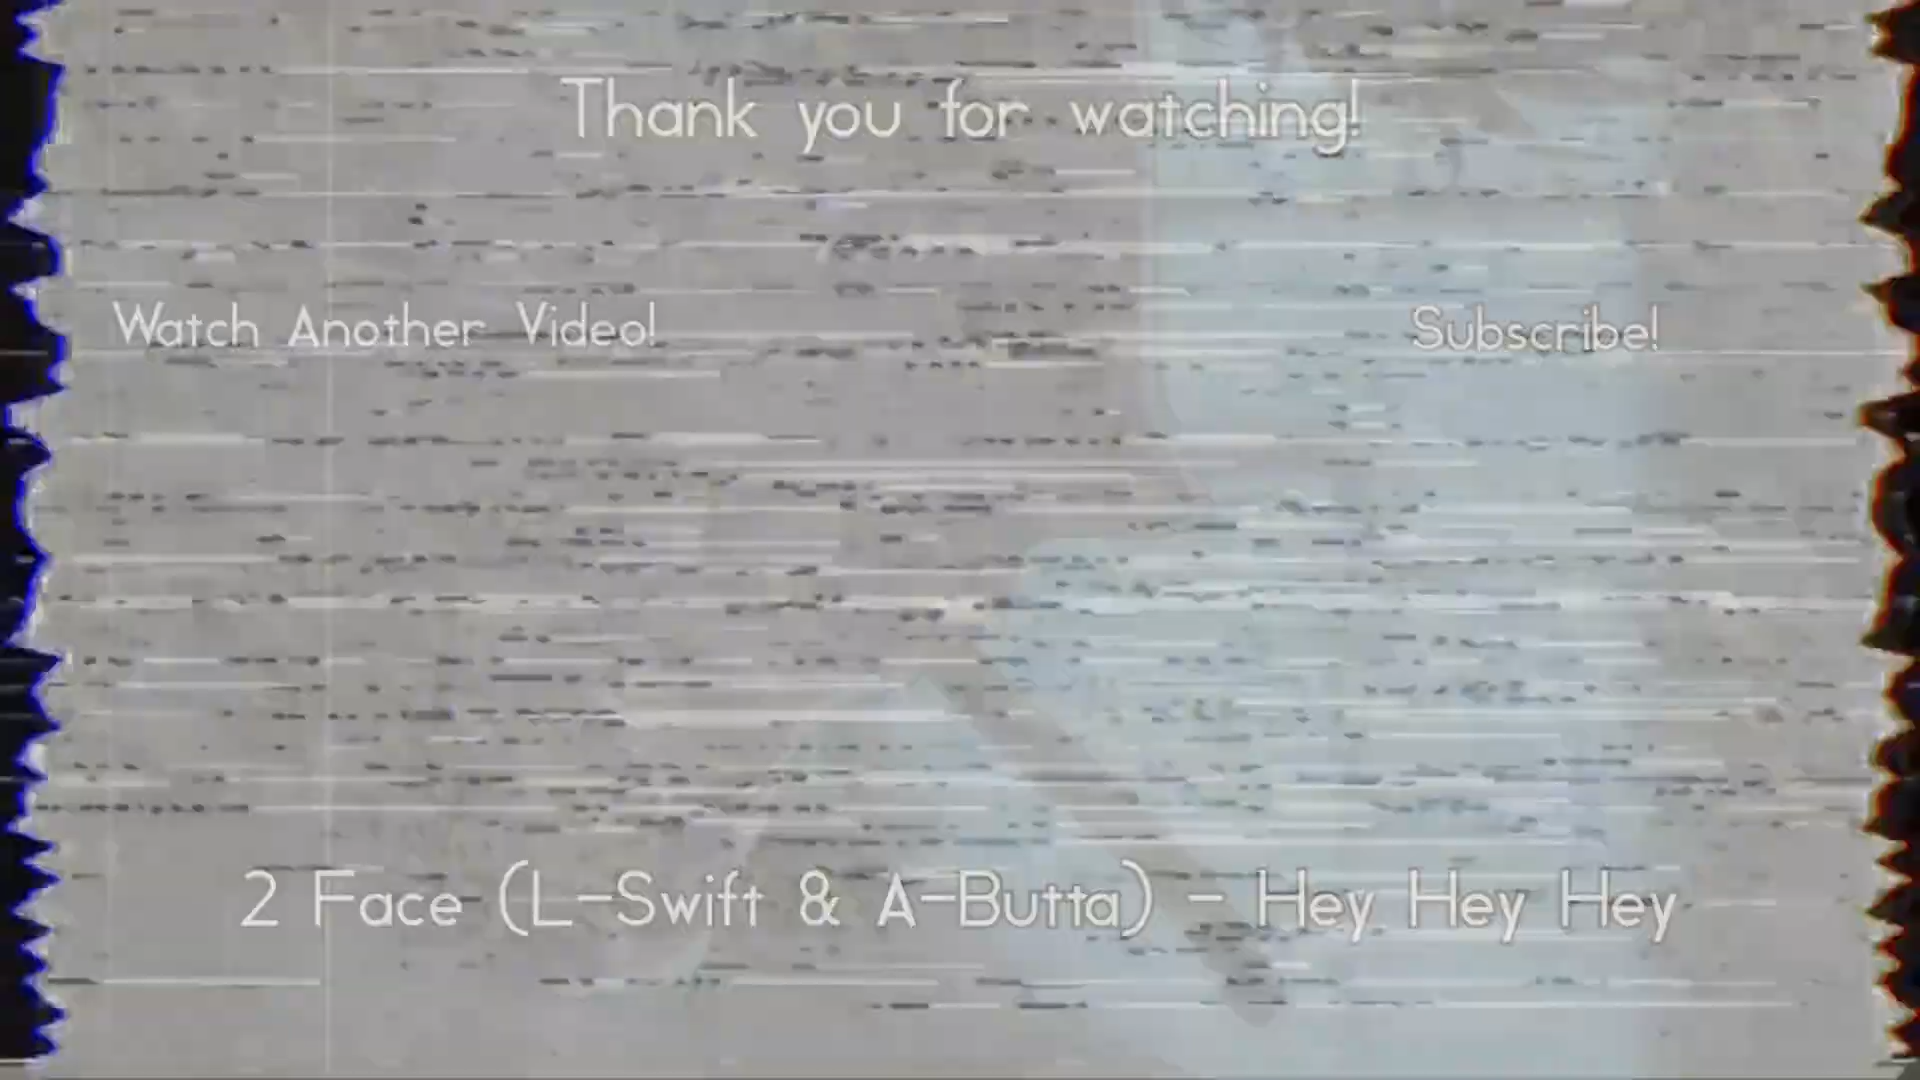 Thank you for watching!
Watch Another Video!
Subscribe!
2 Face (L-Swift & A-Butta) - Hey Hey Hey